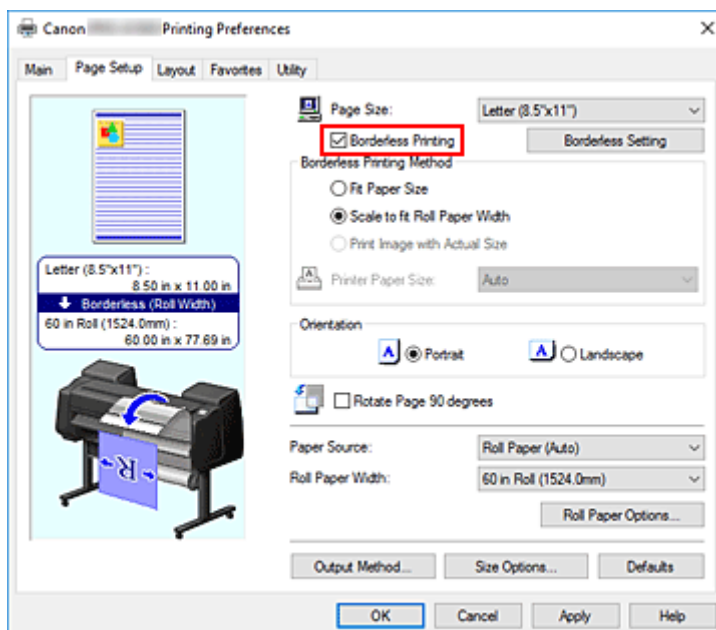 Canon Printing Preferences
Main Page Setup Layout Favorites Utility
Page Size: Letter (8.5"x11")
Borderless Printing Borderless Setting
Borderless Printing Method
Fit Paper Size
Scale to fit Roll Paper Width
Print Image with Actual Size
Printer Paper Size: Auto
Letter (8.5"x11") :
8.50 in x 11.00 in
Borderless (Roll Width)
60 in Roll (1524.0mm) :
60.00 in x 77.69 in
Orientation
A Portrait A Landscape
Rotate Page 90 degrees
R
Paper Source: Roll Paper (Auto)
Roll Paper Width: 60 in Roll (1524.0mm)
Roll Paper Options...
Output Method... Size Options... Defaults
OK Cancel Apply Help